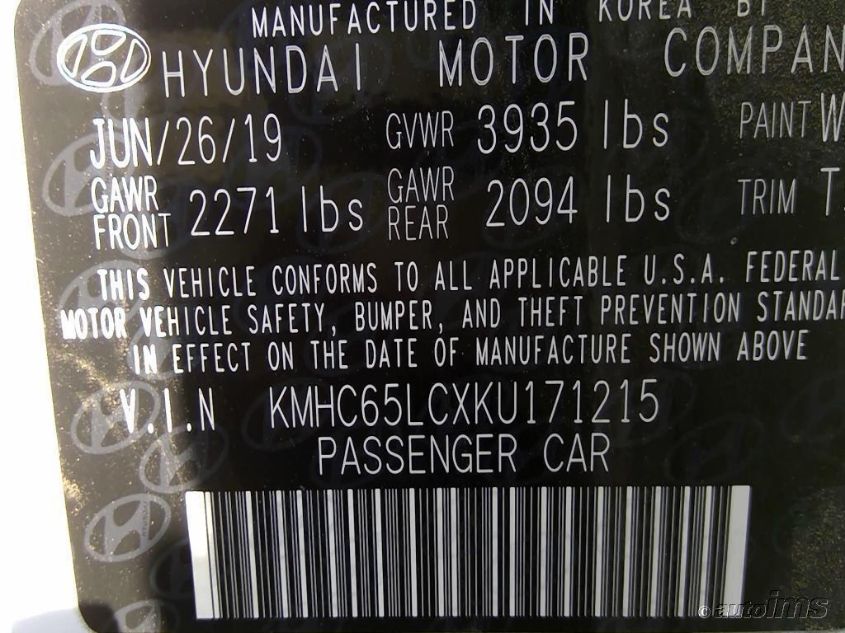 MANUFACTURED IN KOREA BY
HYUNDAI MOTOR COMPAN
JUN/26/19 GVWR 3935 lbs PAINT W
GAWR FRONT 2271 lbs GAWR REAR 2094 lbs TRIM T
THIS VEHICLE CONFORMS TO ALL APPLICABLE U.S.A. FEDERAL
MOTOR VEHICLE SAFETY, BUMPER, AND THEFT PREVENTION STANDAR
IN EFFECT ON THE DATE OF MANUFACTURE SHOWN ABOVE
V.I.N KMHC65LCXKU171215
PASSENGER CAR
© autoims